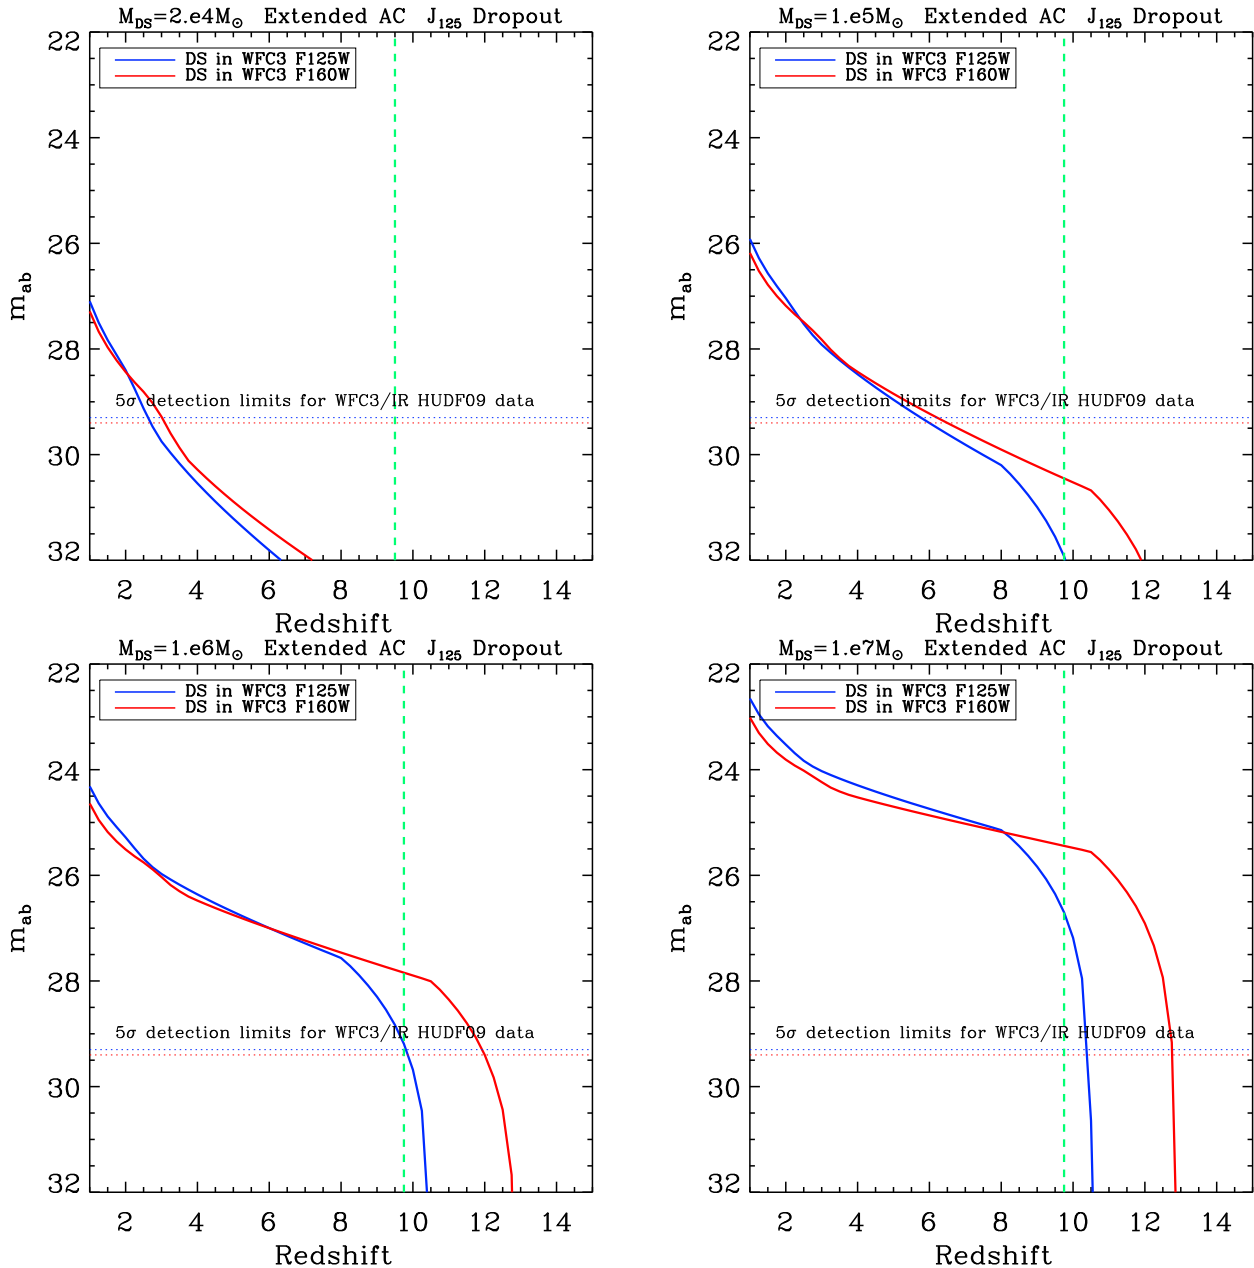 M_DS=2.e4M⊙ Extended AC J_125 Dropout
22
DS in WFC3 F125W
DS in WFC3 F160W
24
26
m_ab
28
5σ detection limits for WFC3/IR HUDF09 data
30
32
2 4 6 8 10 12 14
Redshift
M_DS=1.e5M⊙ Extended AC J_125 Dropout
22
DS in WFC3 F125W
DS in WFC3 F160W
24
26
m_ab
28
5σ detection limits for WFC3/IR HUDF09 data
30
32
2 4 6 8 10 12 14
Redshift
M_DS=1.e6M⊙ Extended AC J_125 Dropout
22
DS in WFC3 F125W
DS in WFC3 F160W
24
26
m_ab
28
5σ detection limits for WFC3/IR HUDF09 data
30
32
2 4 6 8 10 12 14
Redshift
M_DS=1.e7M⊙ Extended AC J_125 Dropout
22
DS in WFC3 F125W
DS in WFC3 F160W
24
26
m_ab
28
5σ detection limits for WFC3/IR HUDF09 data
30
32
2 4 6 8 10 12 14
Redshift